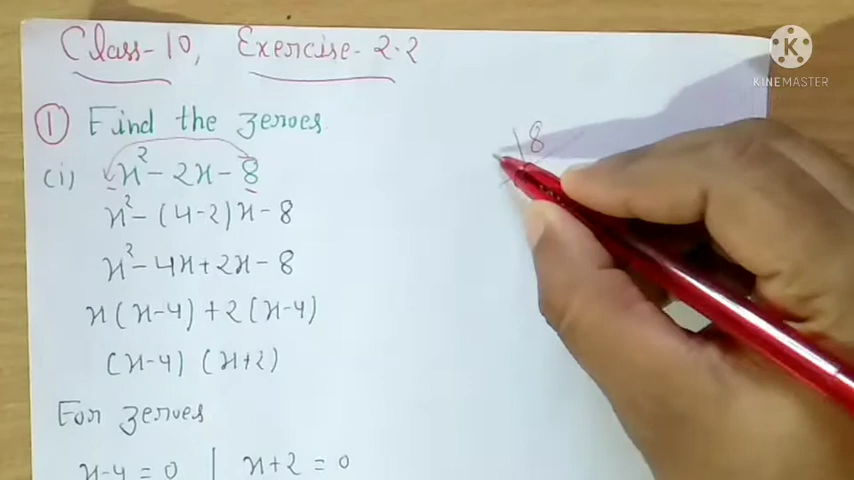 Class-10, Exercise-2.2
① Find the zeroes
(i) x² - 2x - 8
x² - (4-2)x - 8
x² - 4x + 2x - 8
x(x-4) + 2(x-4)
(x-4) (x+2)
For zeroes
x-4 = 0 | x+2 = 0
8
K
KINEMASTER